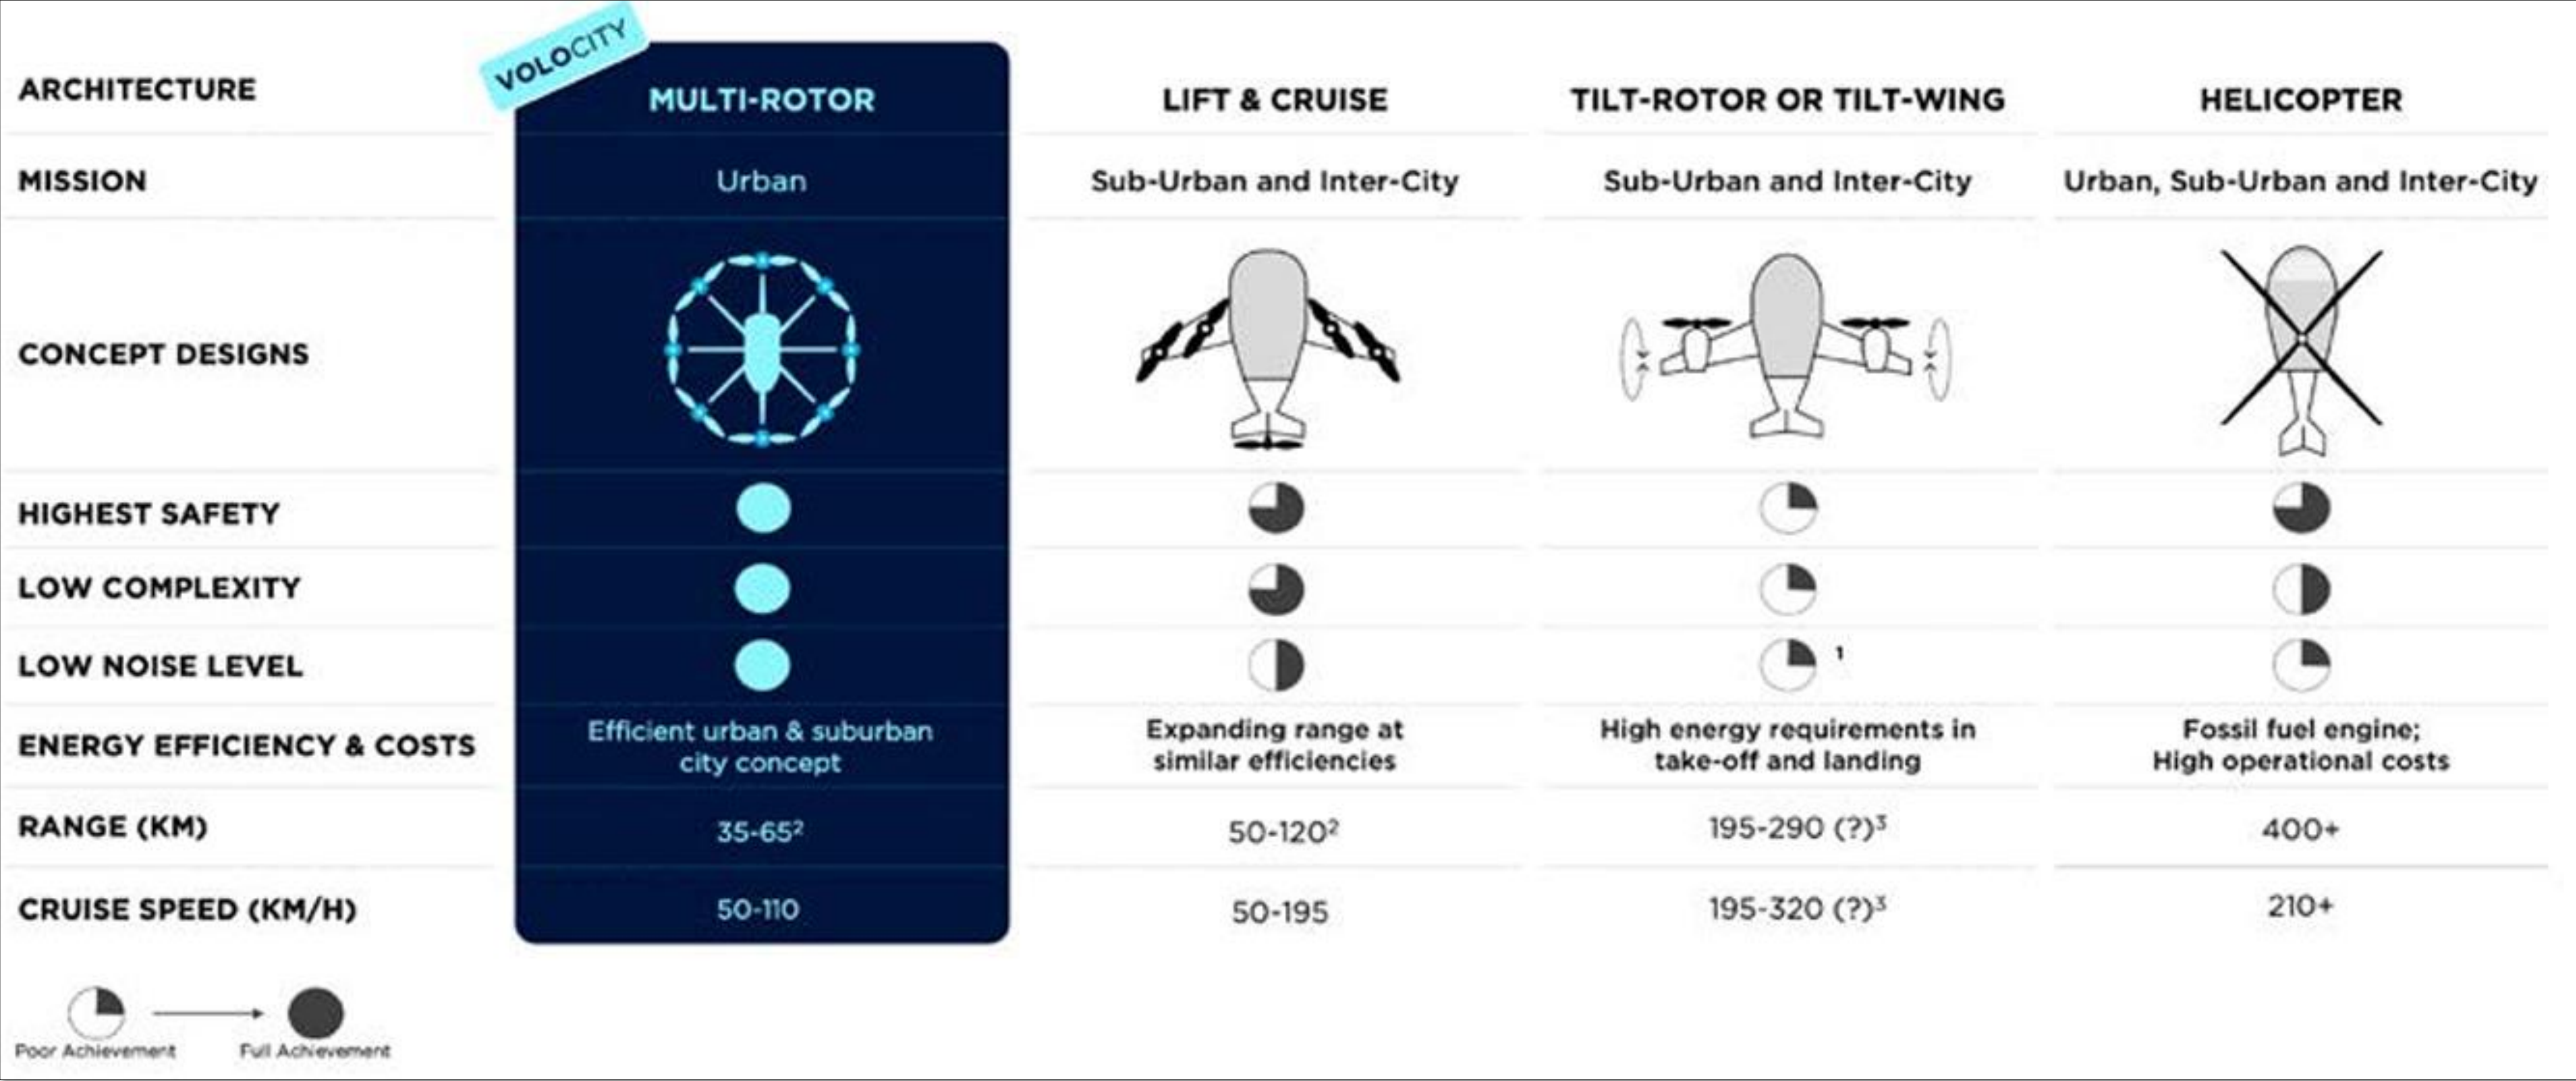 VOLOCITY
ARCHITECTURE
MULTI-ROTOR
LIFT & CRUISE
TILT-ROTOR OR TILT-WING
HELICOPTER
MISSION
Urban
Sub-Urban and Inter-City
Sub-Urban and Inter-City
Urban, Sub-Urban and Inter-City
CONCEPT DESIGNS
HIGHEST SAFETY
LOW COMPLEXITY
LOW NOISE LEVEL
1
ENERGY EFFICIENCY & COSTS
Efficient urban & suburban
city concept
Expanding range at
similar efficiencies
High energy requirements in
take-off and landing
Fossil fuel engine;
High operational costs
RANGE (KM)
35-65²
50-120²
195-290 (?)³
400+
CRUISE SPEED (KM/H)
50-110
50-195
195-320 (?)³
210+
Poor Achievement
Full Achievement